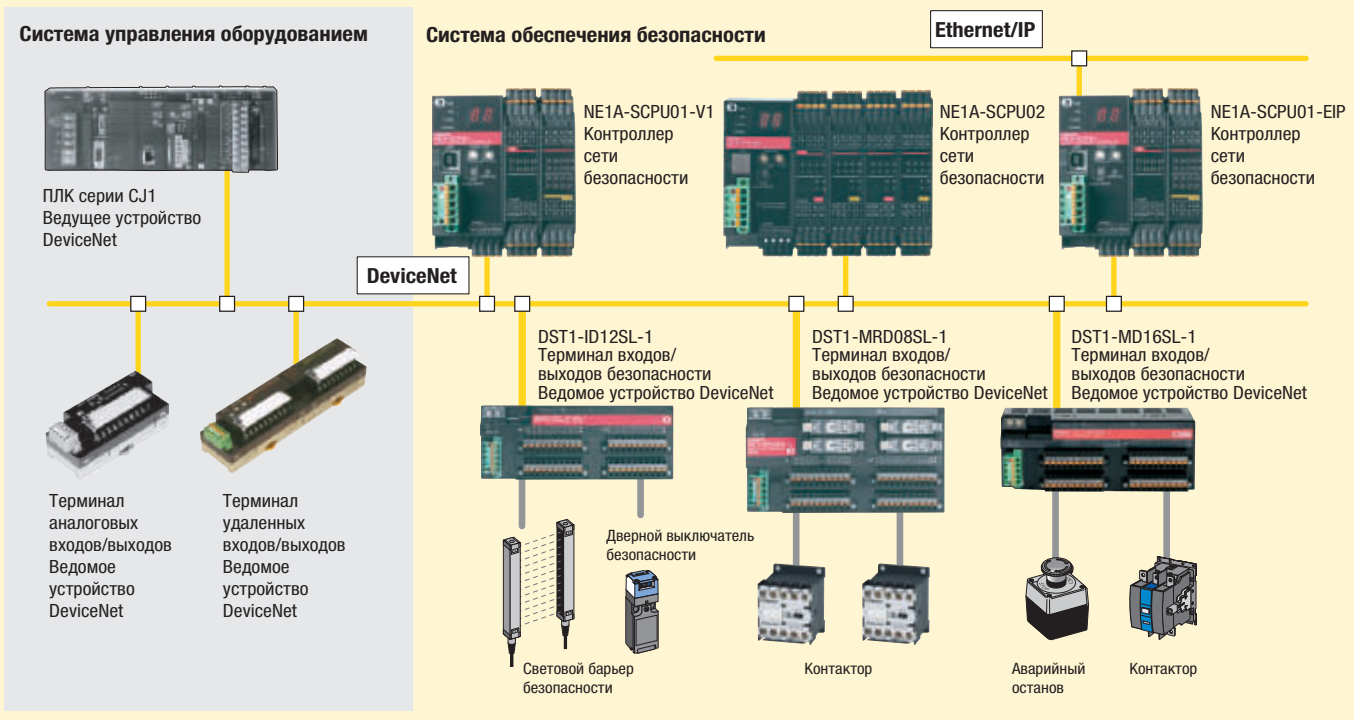 Система управления оборудованием
Система обеспечения безопасности
Ethernet/IP
ПЛК серии CJ1
Ведущее устройство
DeviceNet
NE1A-SCPU01-V1
Контроллер
сети
безопасности
NE1A-SCPU02
Контроллер
сети
безопасности
NE1A-SCPU01-EIP
Контроллер
сети
безопасности
DeviceNet
DST1-ID12SL-1
Терминал входов/
выходов безопасности
Ведомое устройство DeviceNet
DST1-MRD08SL-1
Терминал входов/
выходов безопасности
Ведомое устройство DeviceNet
DST1-MD16SL-1
Терминал входов/
выходов безопасности
Ведомое устройство DeviceNet
Терминал
аналоговых
входов/выходов
Ведомое
устройство
DeviceNet
Терминал
удаленных
входов/выходов
Ведомое
устройство
DeviceNet
Дверной выключатель
безопасности
Световой барьер
безопасности
Контактор
Аварийный
останов
Контактор